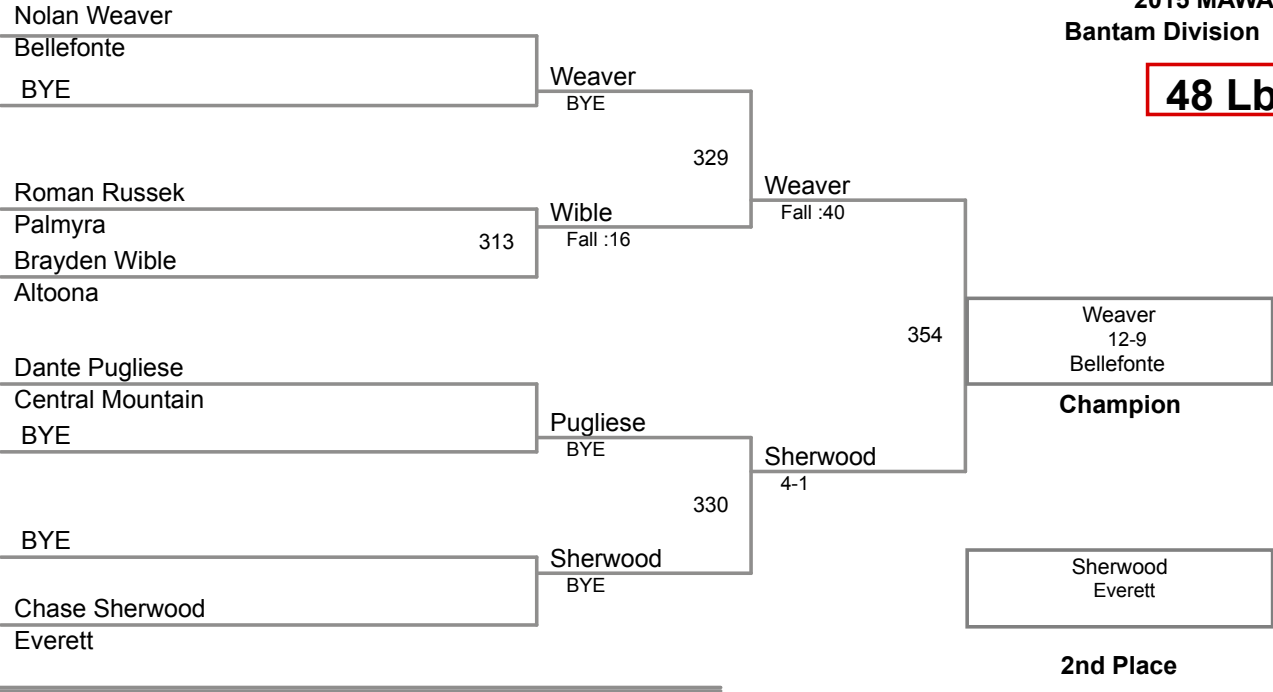 2015 MAWA
Bantam Division
48 Lb
Nolan Weaver
Bellefonte
BYE
Weaver
BYE
329
Roman Russek
Palmyra
Brayden Wible
Altoona
313
Wible
Fall :16
Weaver
Fall :40
354
Weaver
12-9
Bellefonte
Champion
Dante Pugliese
Central Mountain
BYE
Pugliese
BYE
330
Sherwood
4-1
BYE
Chase Sherwood
Everett
Sherwood
BYE
Sherwood
Everett
2nd Place